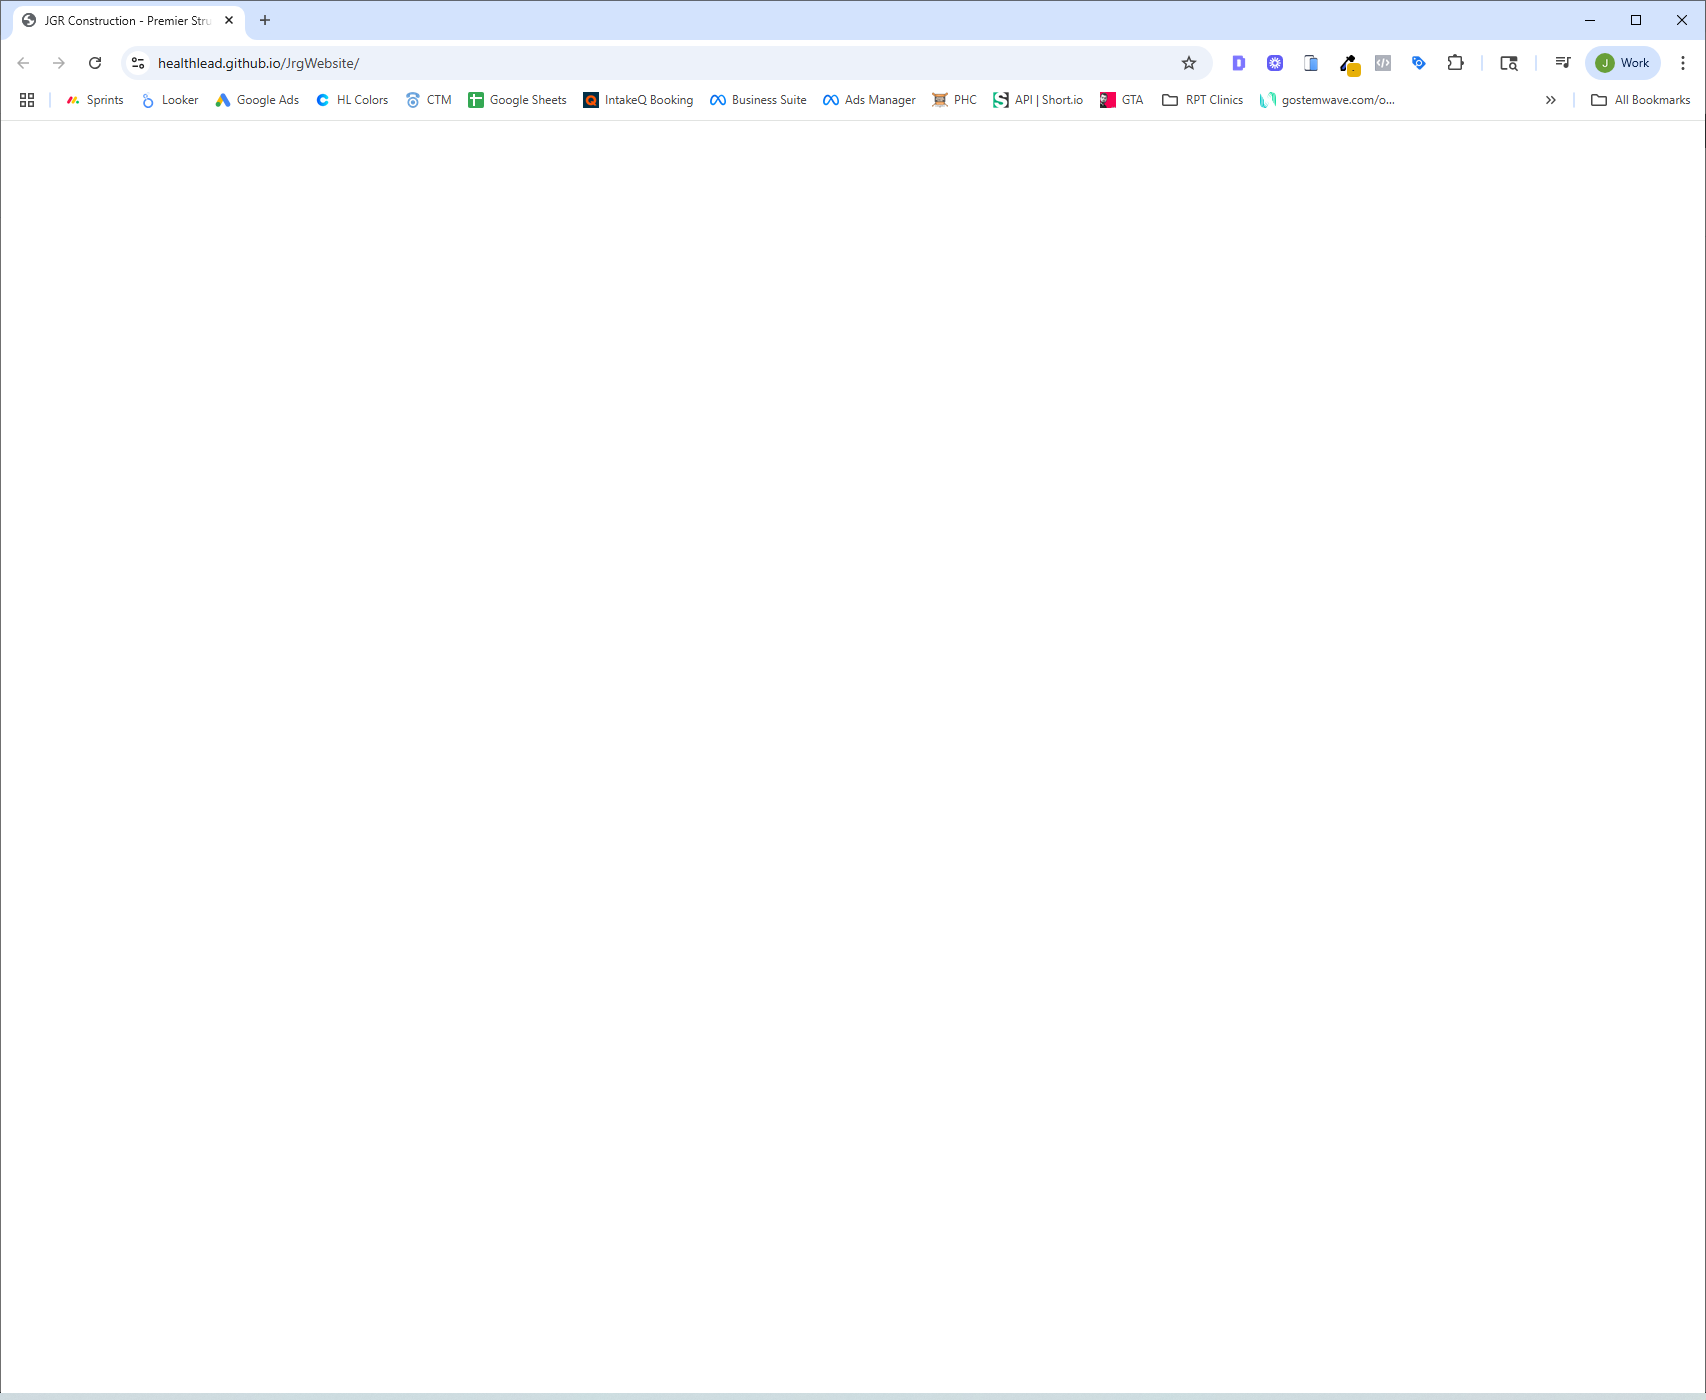 JGR Construction - Premier Stru
healthlead.github.io/JrgWebsite/
J Work
Sprints Looker Google Ads HL Colors CTM Google Sheets IntakeQ Booking Business Suite Ads Manager PHC API | Short.io GTA RPT Clinics gostemwave.com/o... All Bookmarks